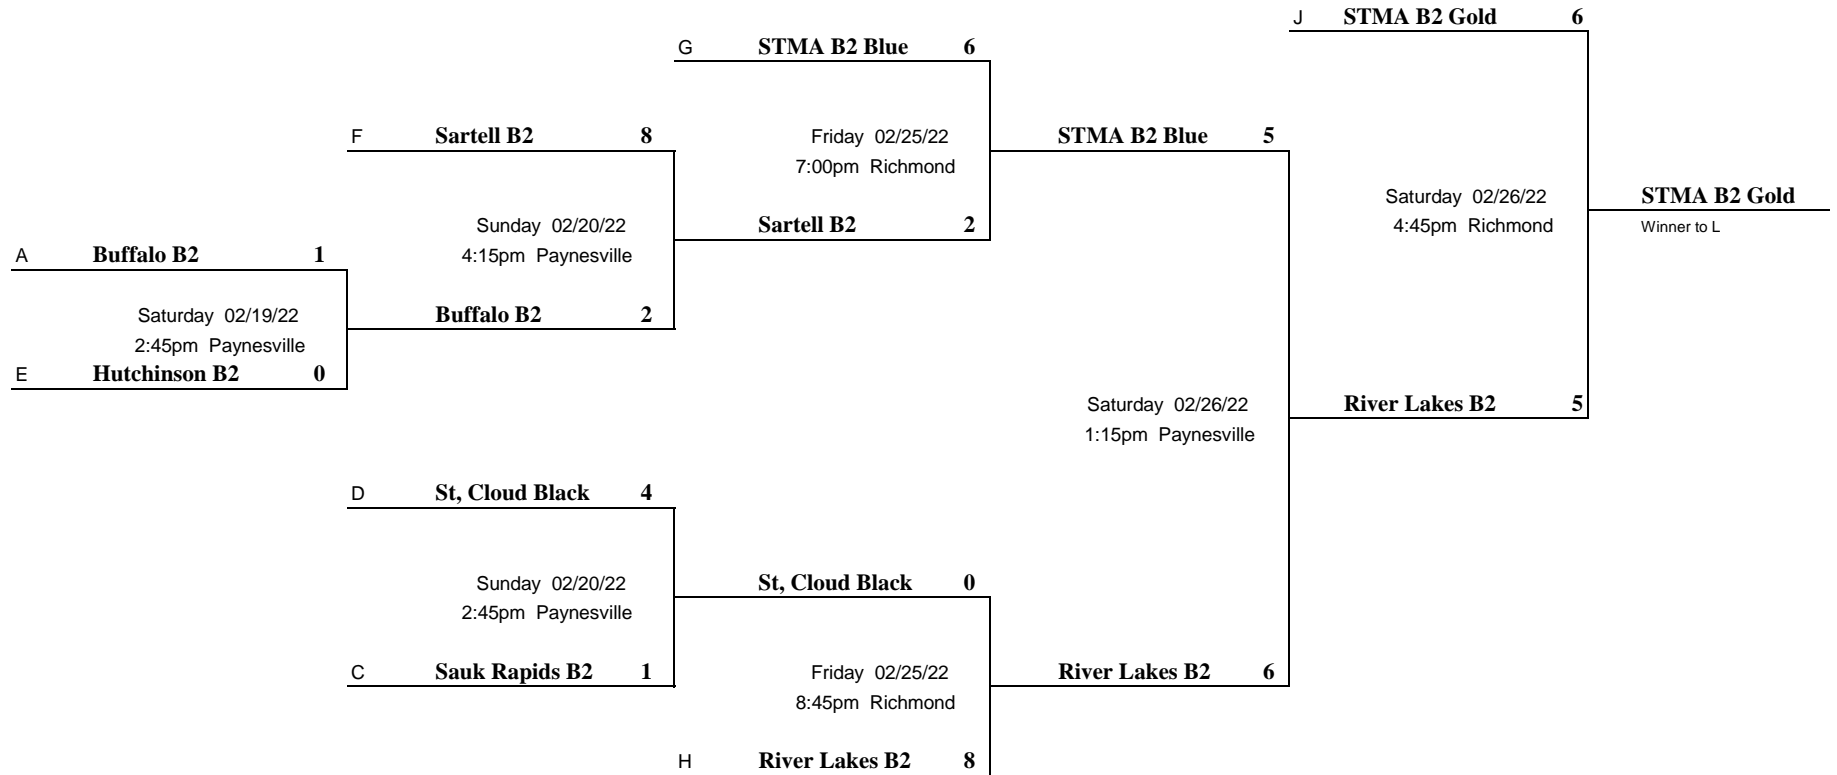 J STMA B2 Gold 6
G STMA B2 Blue 6
F Sartell B2 8
Friday 02/25/22
STMA B2 Blue 5
7:00pm Richmond
Saturday 02/26/22
STMA B2 Gold
Sunday 02/20/22
Sartell B2 2
4:45pm Richmond
Winner to L
A Buffalo B2 1
4:15pm Paynesville
Saturday 02/19/22
Buffalo B2 2
2:45pm Paynesville
E Hutchinson B2 0
Saturday 02/26/22
River Lakes B2 5
1:15pm Paynesville
D St, Cloud Black 4
Sunday 02/20/22
St, Cloud Black 0
2:45pm Paynesville
C Sauk Rapids B2 1
Friday 02/25/22
River Lakes B2 6
8:45pm Richmond
H River Lakes B2 8